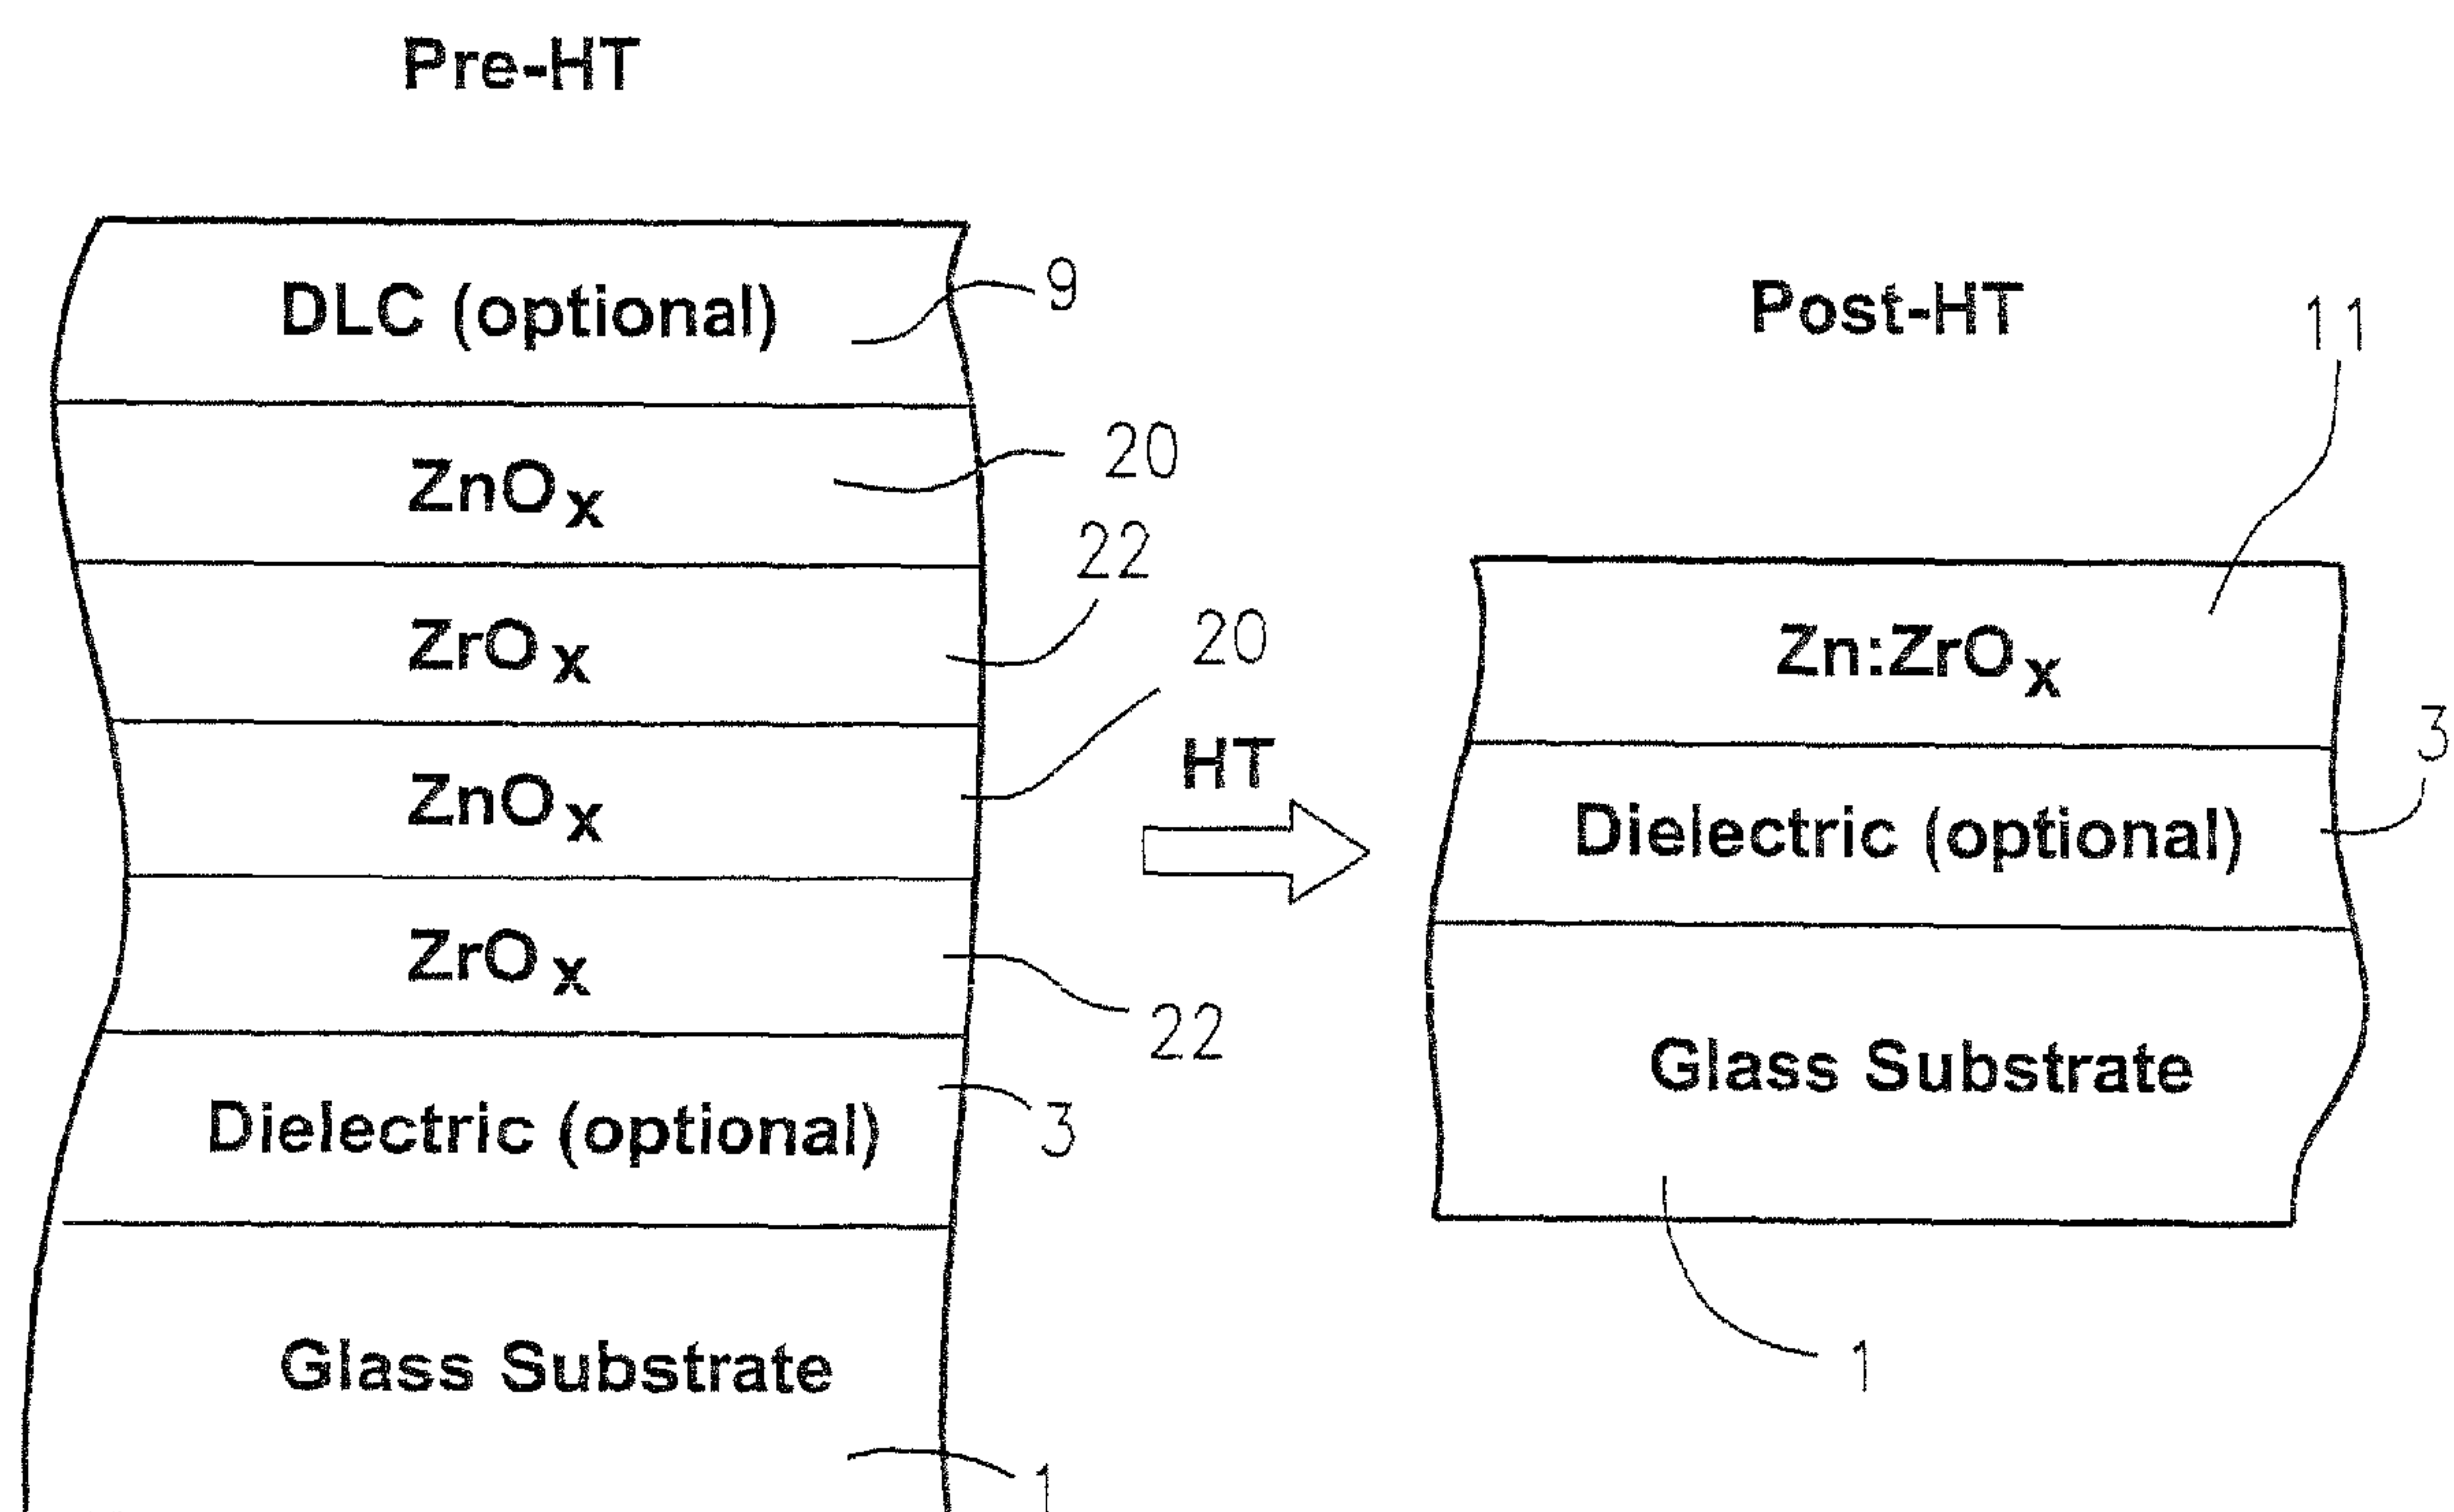 Pre-HT
DLC (optional)
9
ZnOx
20
ZrOx
22
ZnOx
20
ZrOx
22
Dielectric (optional)
3
Glass Substrate
1
HT
Post-HT
11
Zn:ZrOx
Dielectric (optional)
3
Glass Substrate
1